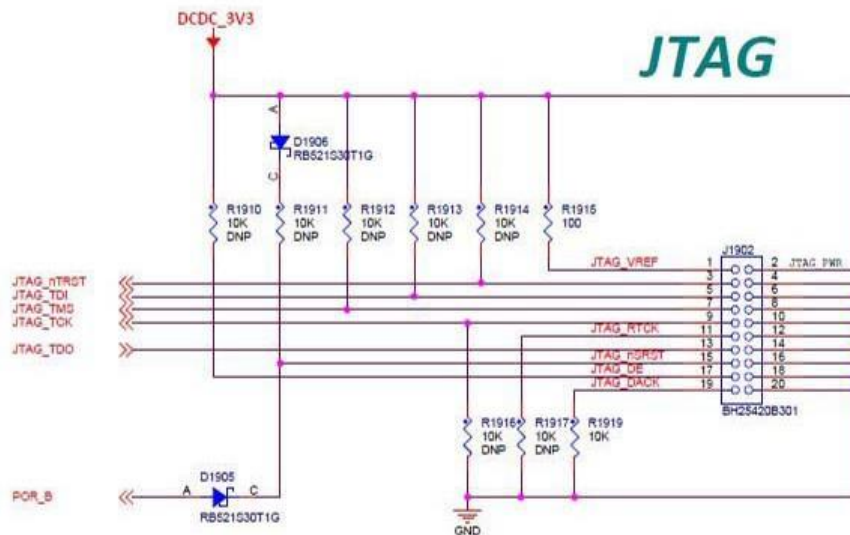 DCDC_3V3
JTAG
A
D1906
RB521S30T1G
C
R1910
10K
DNP
R1911
10K
DNP
R1912
10K
DNP
R1913
10K
DNP
R1914
10K
DNP
R1915
100
J1902
JTAG_VREF 1 2 JTAG_PWR
JTAG_nTRST 3 4
JTAG_TDI 5 6
JTAG_TMS 7 8
JTAG_TCK 9 10
JTAG_RTCK 11 12
JTAG_TDO 13 14
JTAG_nSRST 15 16
JTAG_DE 17 18
JTAG_DACK 19 20
BH25420B301
R1916
10K
DNP
R1917
10K
DNP
R1919
10K
D1905
POR_B A C
RB521S30T1G
GND